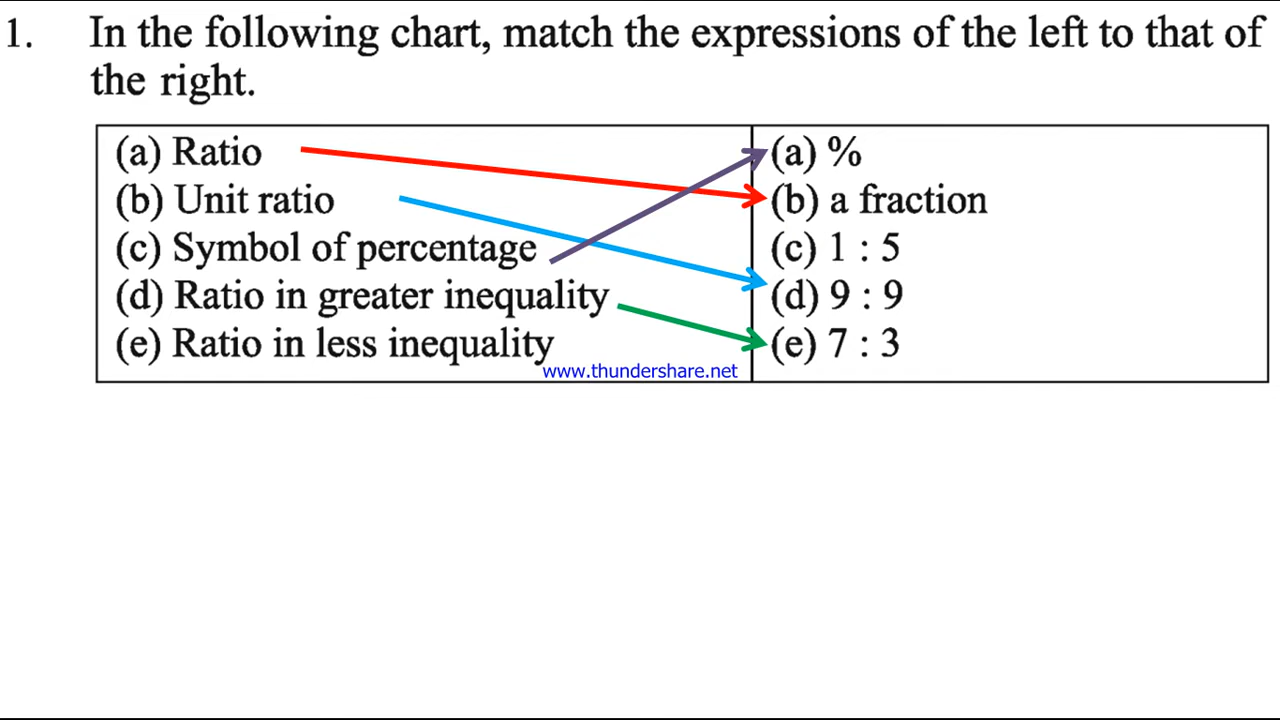 1. In the following chart, match the expressions of the left to that of
the right.
(a) Ratio (a) %
(b) Unit ratio (b) a fraction
(c) Symbol of percentage (c) 1 : 5
(d) Ratio in greater inequality (d) 9 : 9
(e) Ratio in less inequality (e) 7 : 3
www.thundershare.net